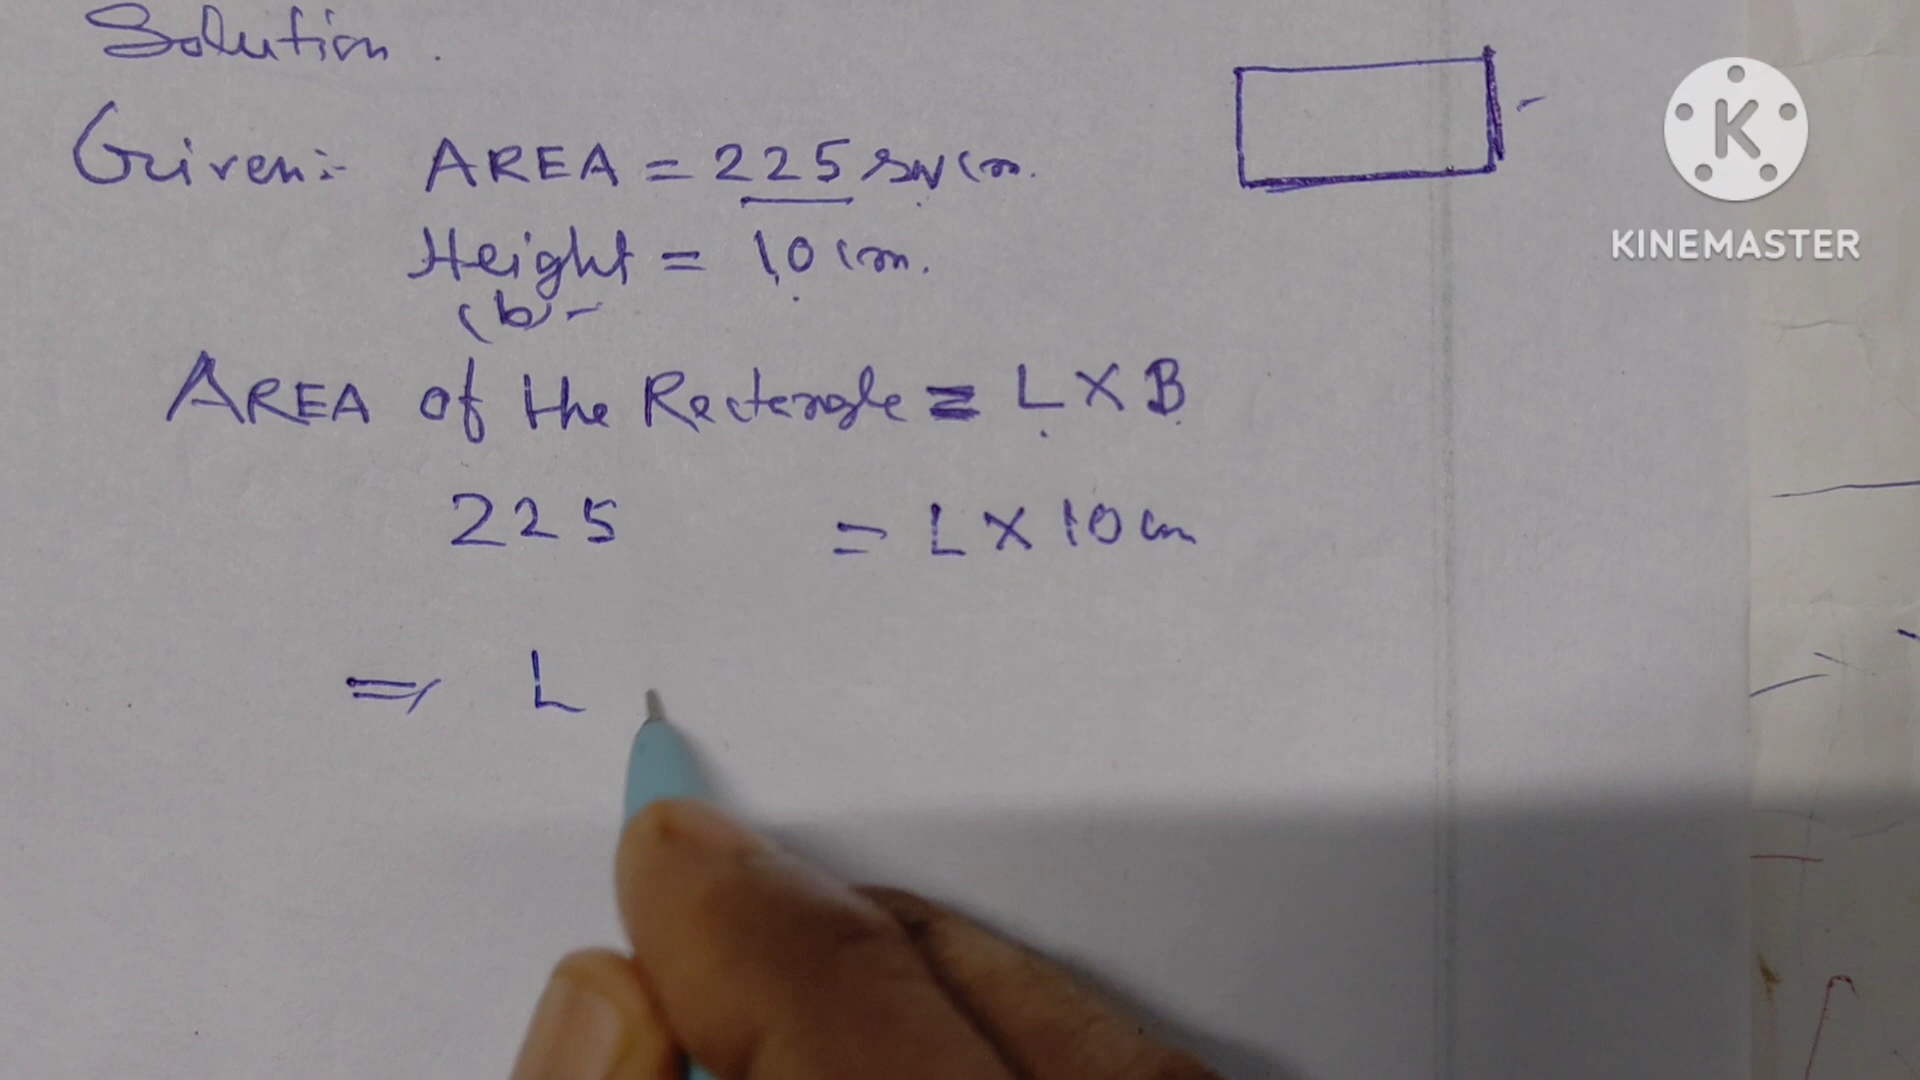 Solution.
Given:- AREA = 225 sq cm.
Height = 10 cm.
(b)-
AREA of the Rectangle = L X B
225 = L X 10 cm
=> L
K
KINEMASTER